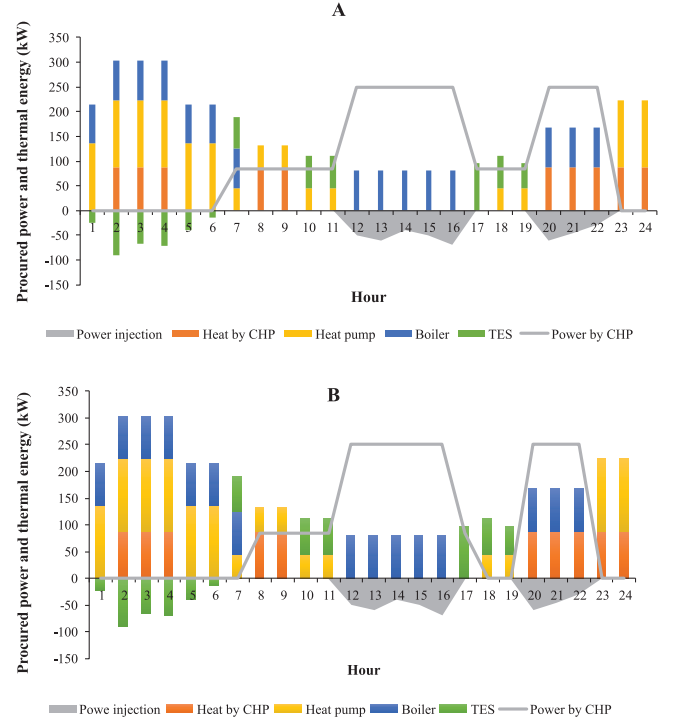 A
Procured power and thermal energy (kW)
350
300
250
200
150
100
50
0
-50
-100
-150
1 2 3 4 5 6 7 8 9 10 11 12 13 14 15 16 17 18 19 20 21 22 23 24
Hour
Power injection Heat by CHP Heat pump Boiler TES Power by CHP
B
Procured power and thermal energy (kW)
350
300
250
200
150
100
50
0
-50
-100
-150
1 2 3 4 5 6 7 8 9 10 11 12 13 14 15 16 17 18 19 20 21 22 23 24
Hour
Powe injection Heat by CHP Heat pump Boiler TES Power by CHP